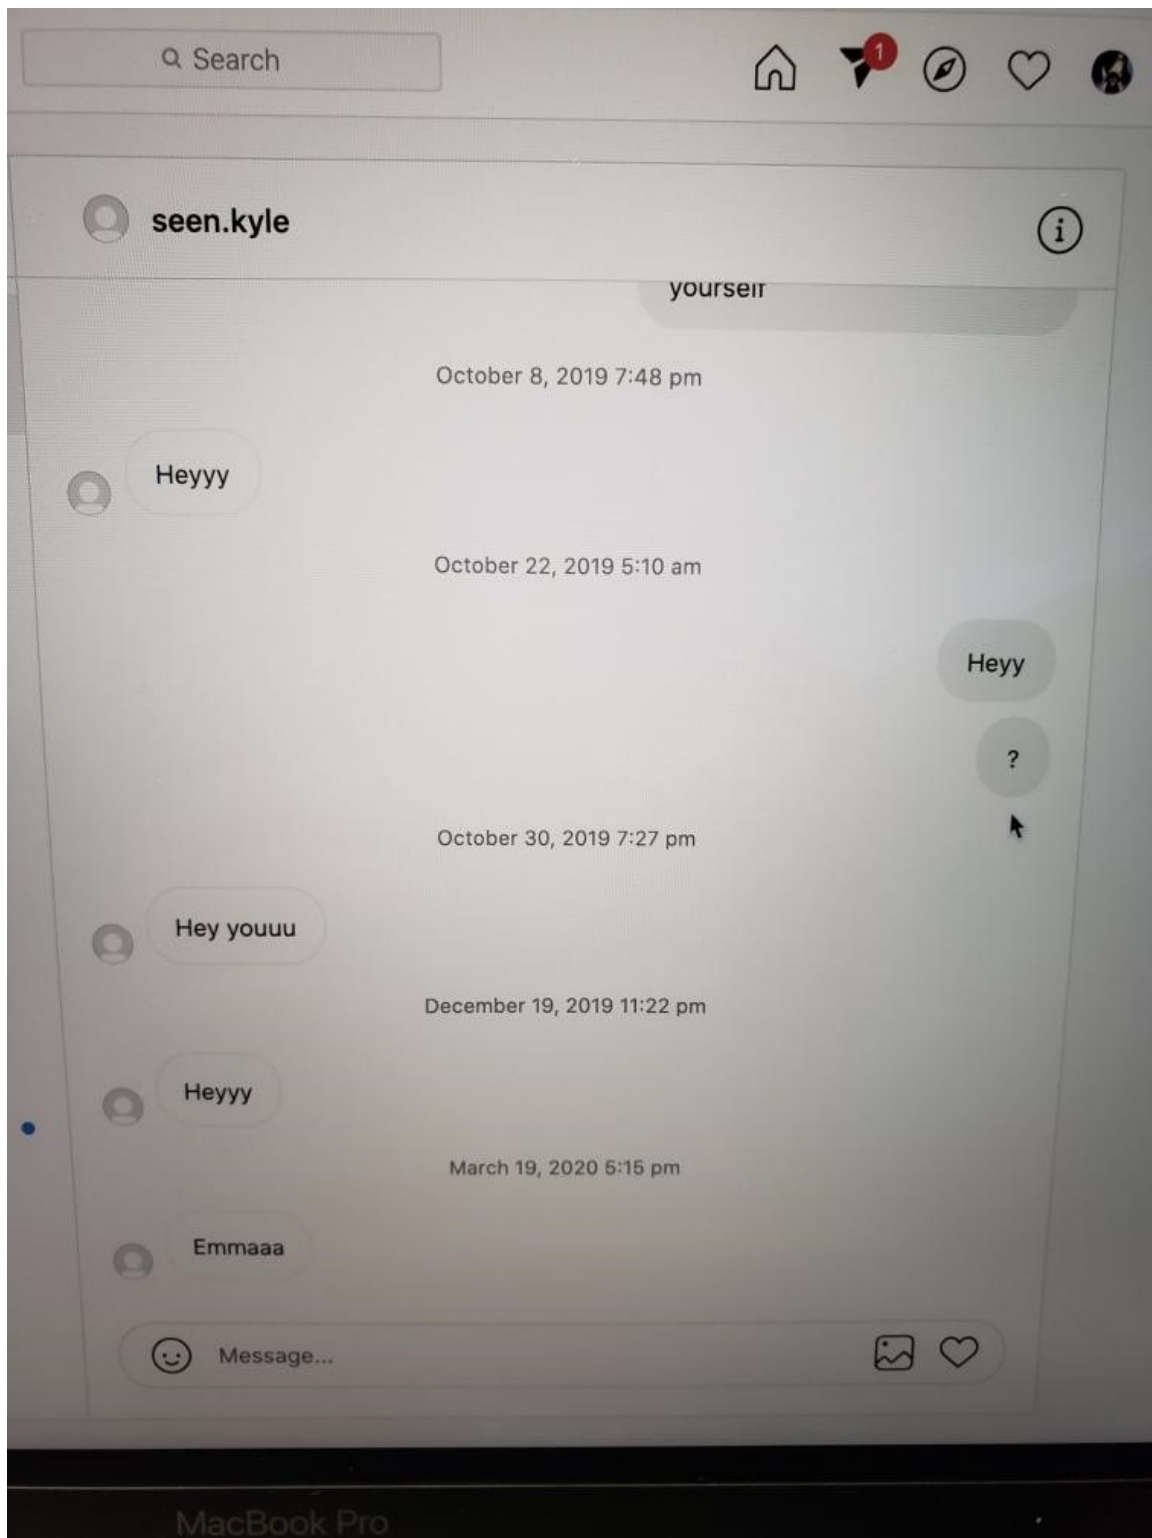 Search
1
seen.kyle
yourself
October 8, 2019 7:48 pm
Heyyy
October 22, 2019 5:10 am
Heyy
?
October 30, 2019 7:27 pm
Hey youuu
December 19, 2019 11:22 pm
Heyyy
March 19, 2020 5:15 pm
Emmaaa
Message...
MacBook Pro